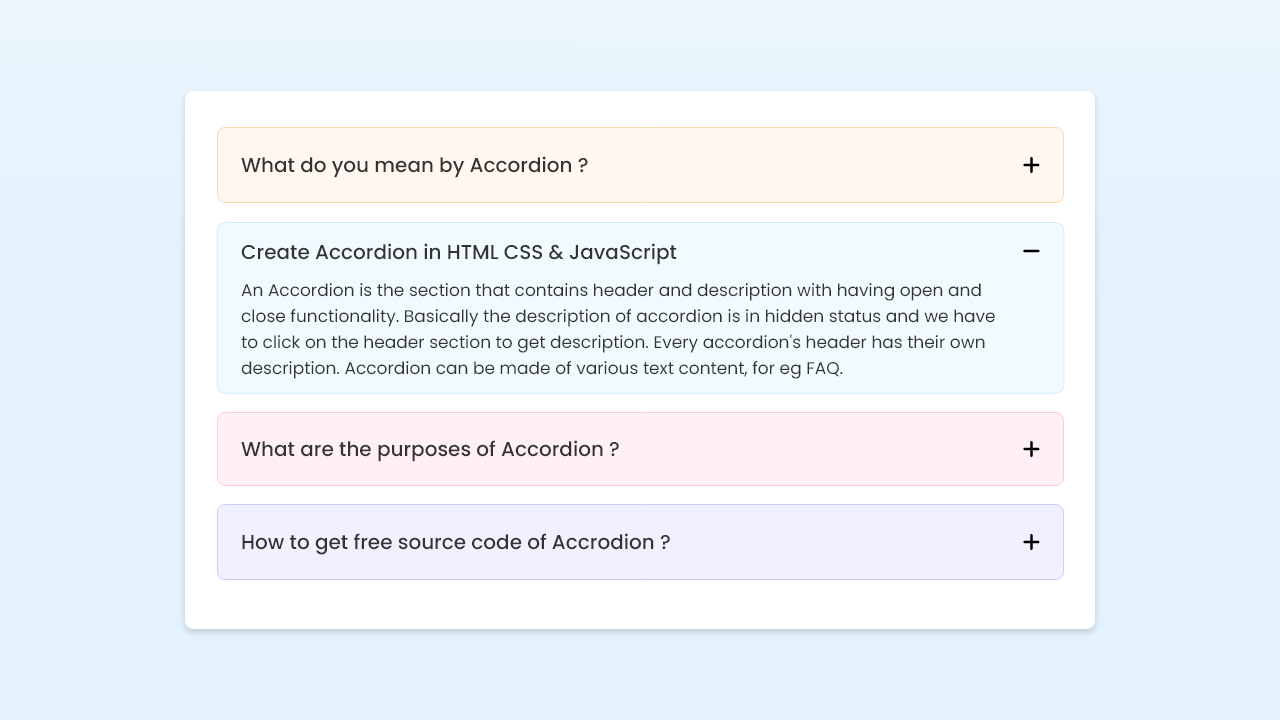 What do you mean by Accordion ?
Create Accordion in HTML CSS & JavaScript
An Accordion is the section that contains header and description with having open and
close functionality. Basically the description of accordion is in hidden status and we have
to click on the header section to get description. Every accordion's header has their own
description. Accordion can be made of various text content, for eg FAQ.
What are the purposes of Accordion ?
How to get free source code of Accrodion ?